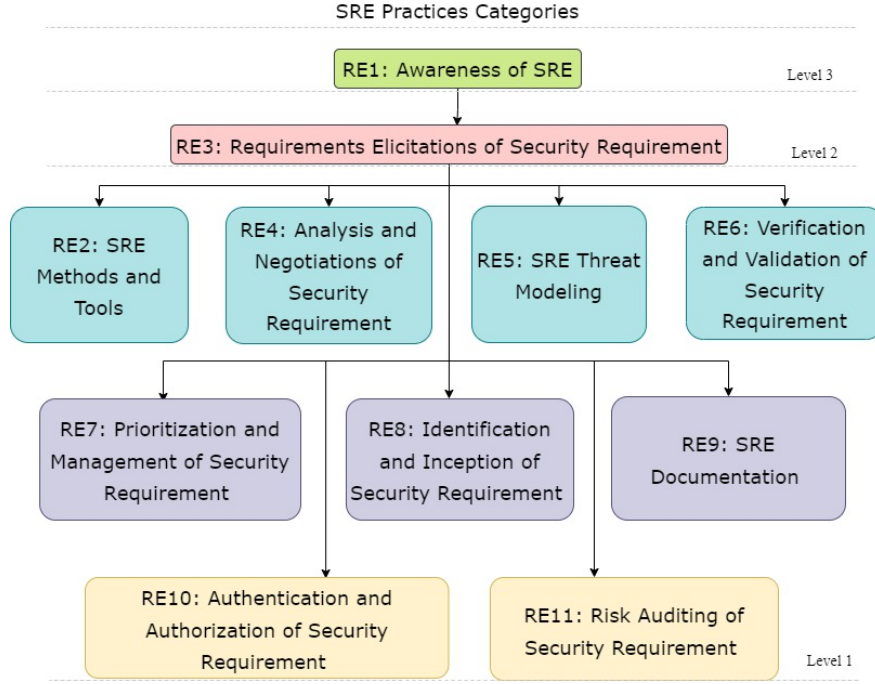 SRE Practices Categories
RE1: Awareness of SRE
Level 3
RE3: Requirements Elicitations of Security Requirement
Level 2
RE2: SRE
Methods and
Tools
RE4: Analysis and
Negotiations of
Security
Requirement
RE5: SRE Threat
Modeling
RE6: Verification
and Validation of
Security
Requirement
RE7: Prioritization and
Management of Security
Requirement
RE8: Identification
and Inception of
Security Requirement
RE9: SRE
Documentation
RE10: Authentication and
Authorization of Security
Requirement
RE11: Risk Auditing of
Security Requirement
Level 1